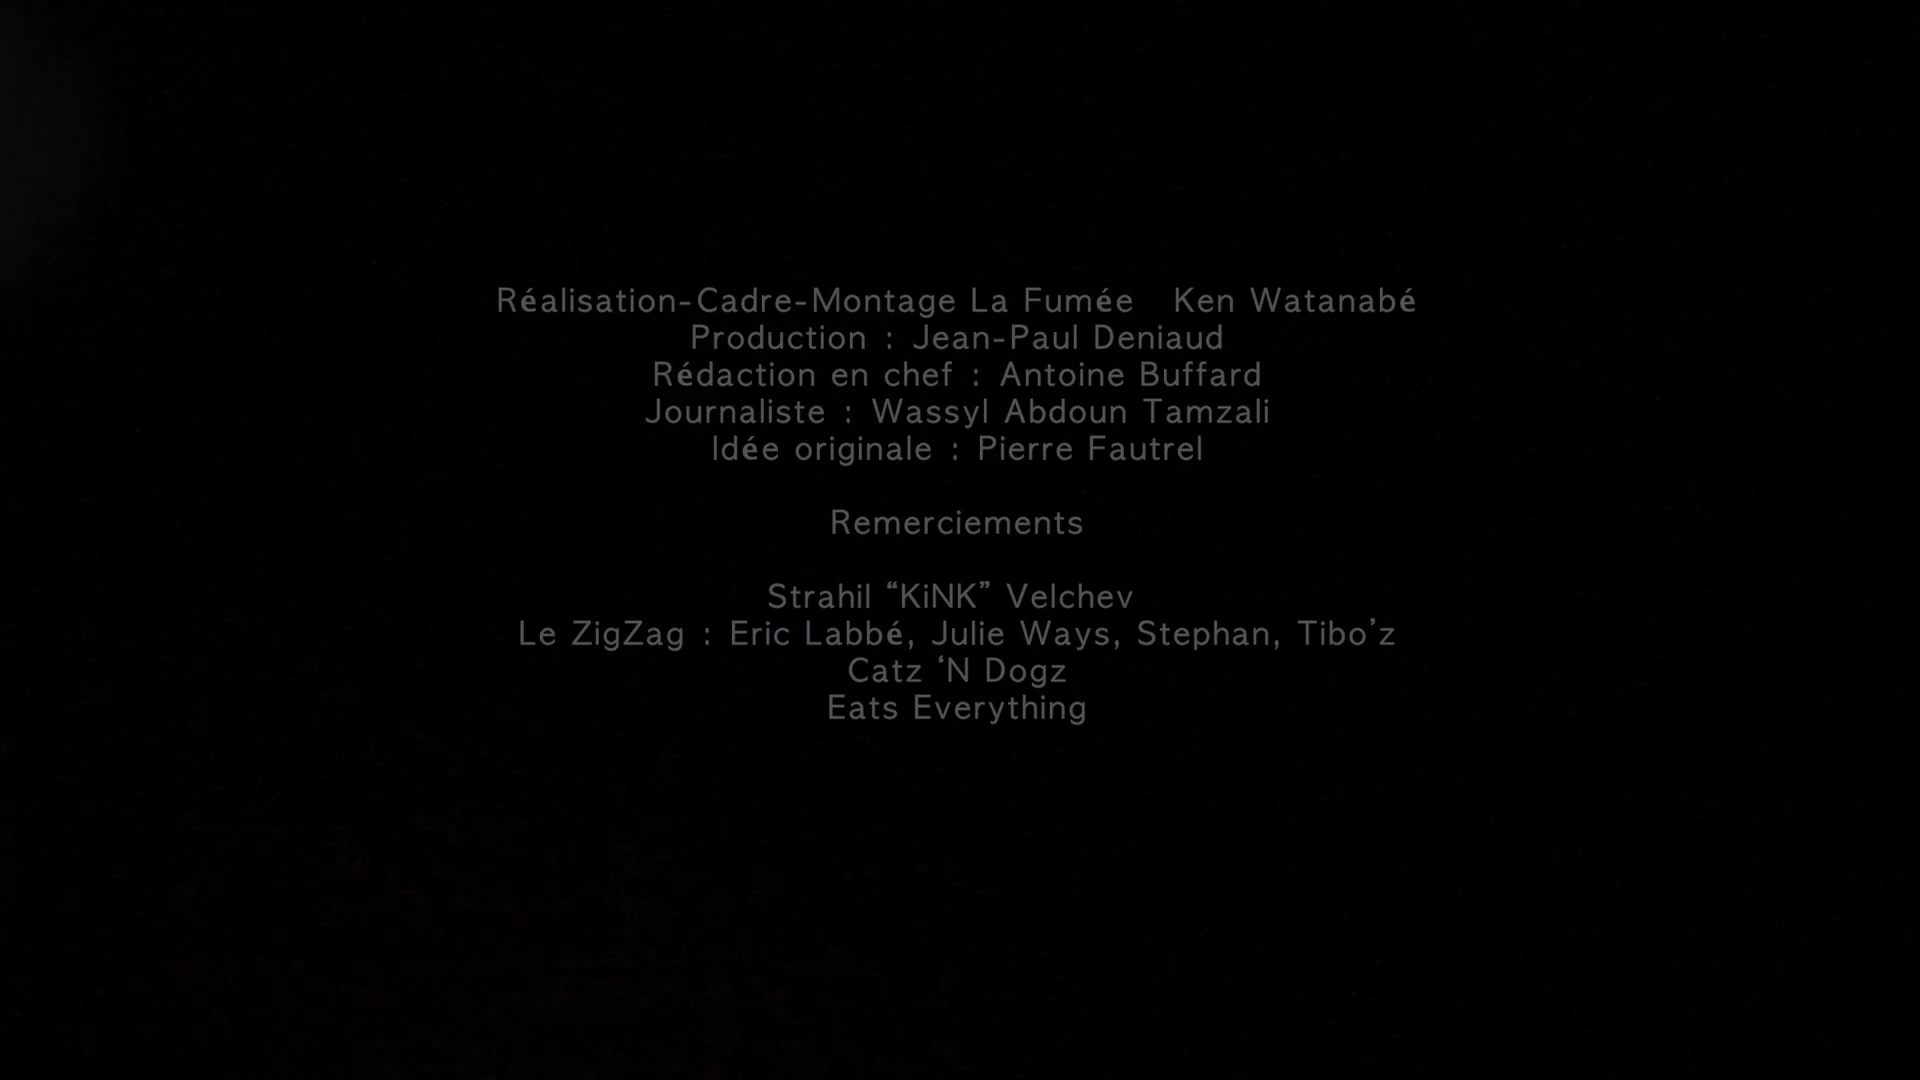 Réalisation-Cadre-Montage La Fumée   Ken Watanabé
Production : Jean-Paul Deniaud
Rédaction en chef : Antoine Buffard
Journaliste : Wassyl Abdoun Tamzali
Idée originale : Pierre Fautrel
Remerciements
Strahil “KiNK” Velchev
Le ZigZag : Eric Labbé, Julie Ways, Stephan, Tibo’z
Catz ‘N Dogz
Eats Everything